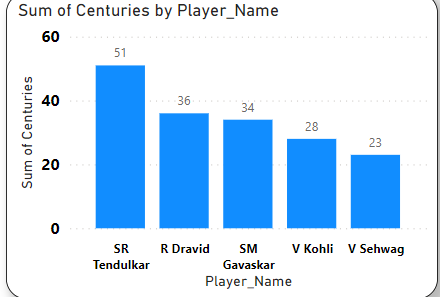 Sum of Centuries by Player_Name
Sum of Centuries
60
40
20
0
51
36
34
28
23
SR
Tendulkar
R Dravid
SM
Gavaskar
V Kohli
V Sehwag
Player_Name